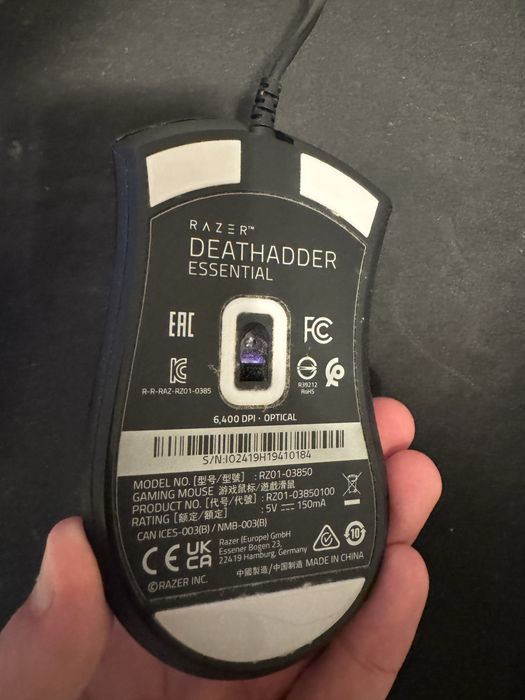 RAZER™
DEATHADDER
ESSENTIAL
EAC
FC
R-R-RAZ-RZ01-0385
R39212
RoHS
6,400 DPI · OPTICAL
S/N:IO2419H19410184
MODEL NO. [型号/型號] : RZ01-03850
GAMING MOUSE 游戏鼠标/遊戲滑鼠
PRODUCT NO. [代号/代號] : RZ01-03850100
RATING [额定/額定] : 5V ⎓ 150mA
CAN ICES-003(B) / NMB-003(B)
CE UK CA
Razer (Europe) GmbH
Essener Bogen 23,
22419 Hamburg, Germany
10
©RAZER INC.
中國製造/中国制造 MADE IN CHINA